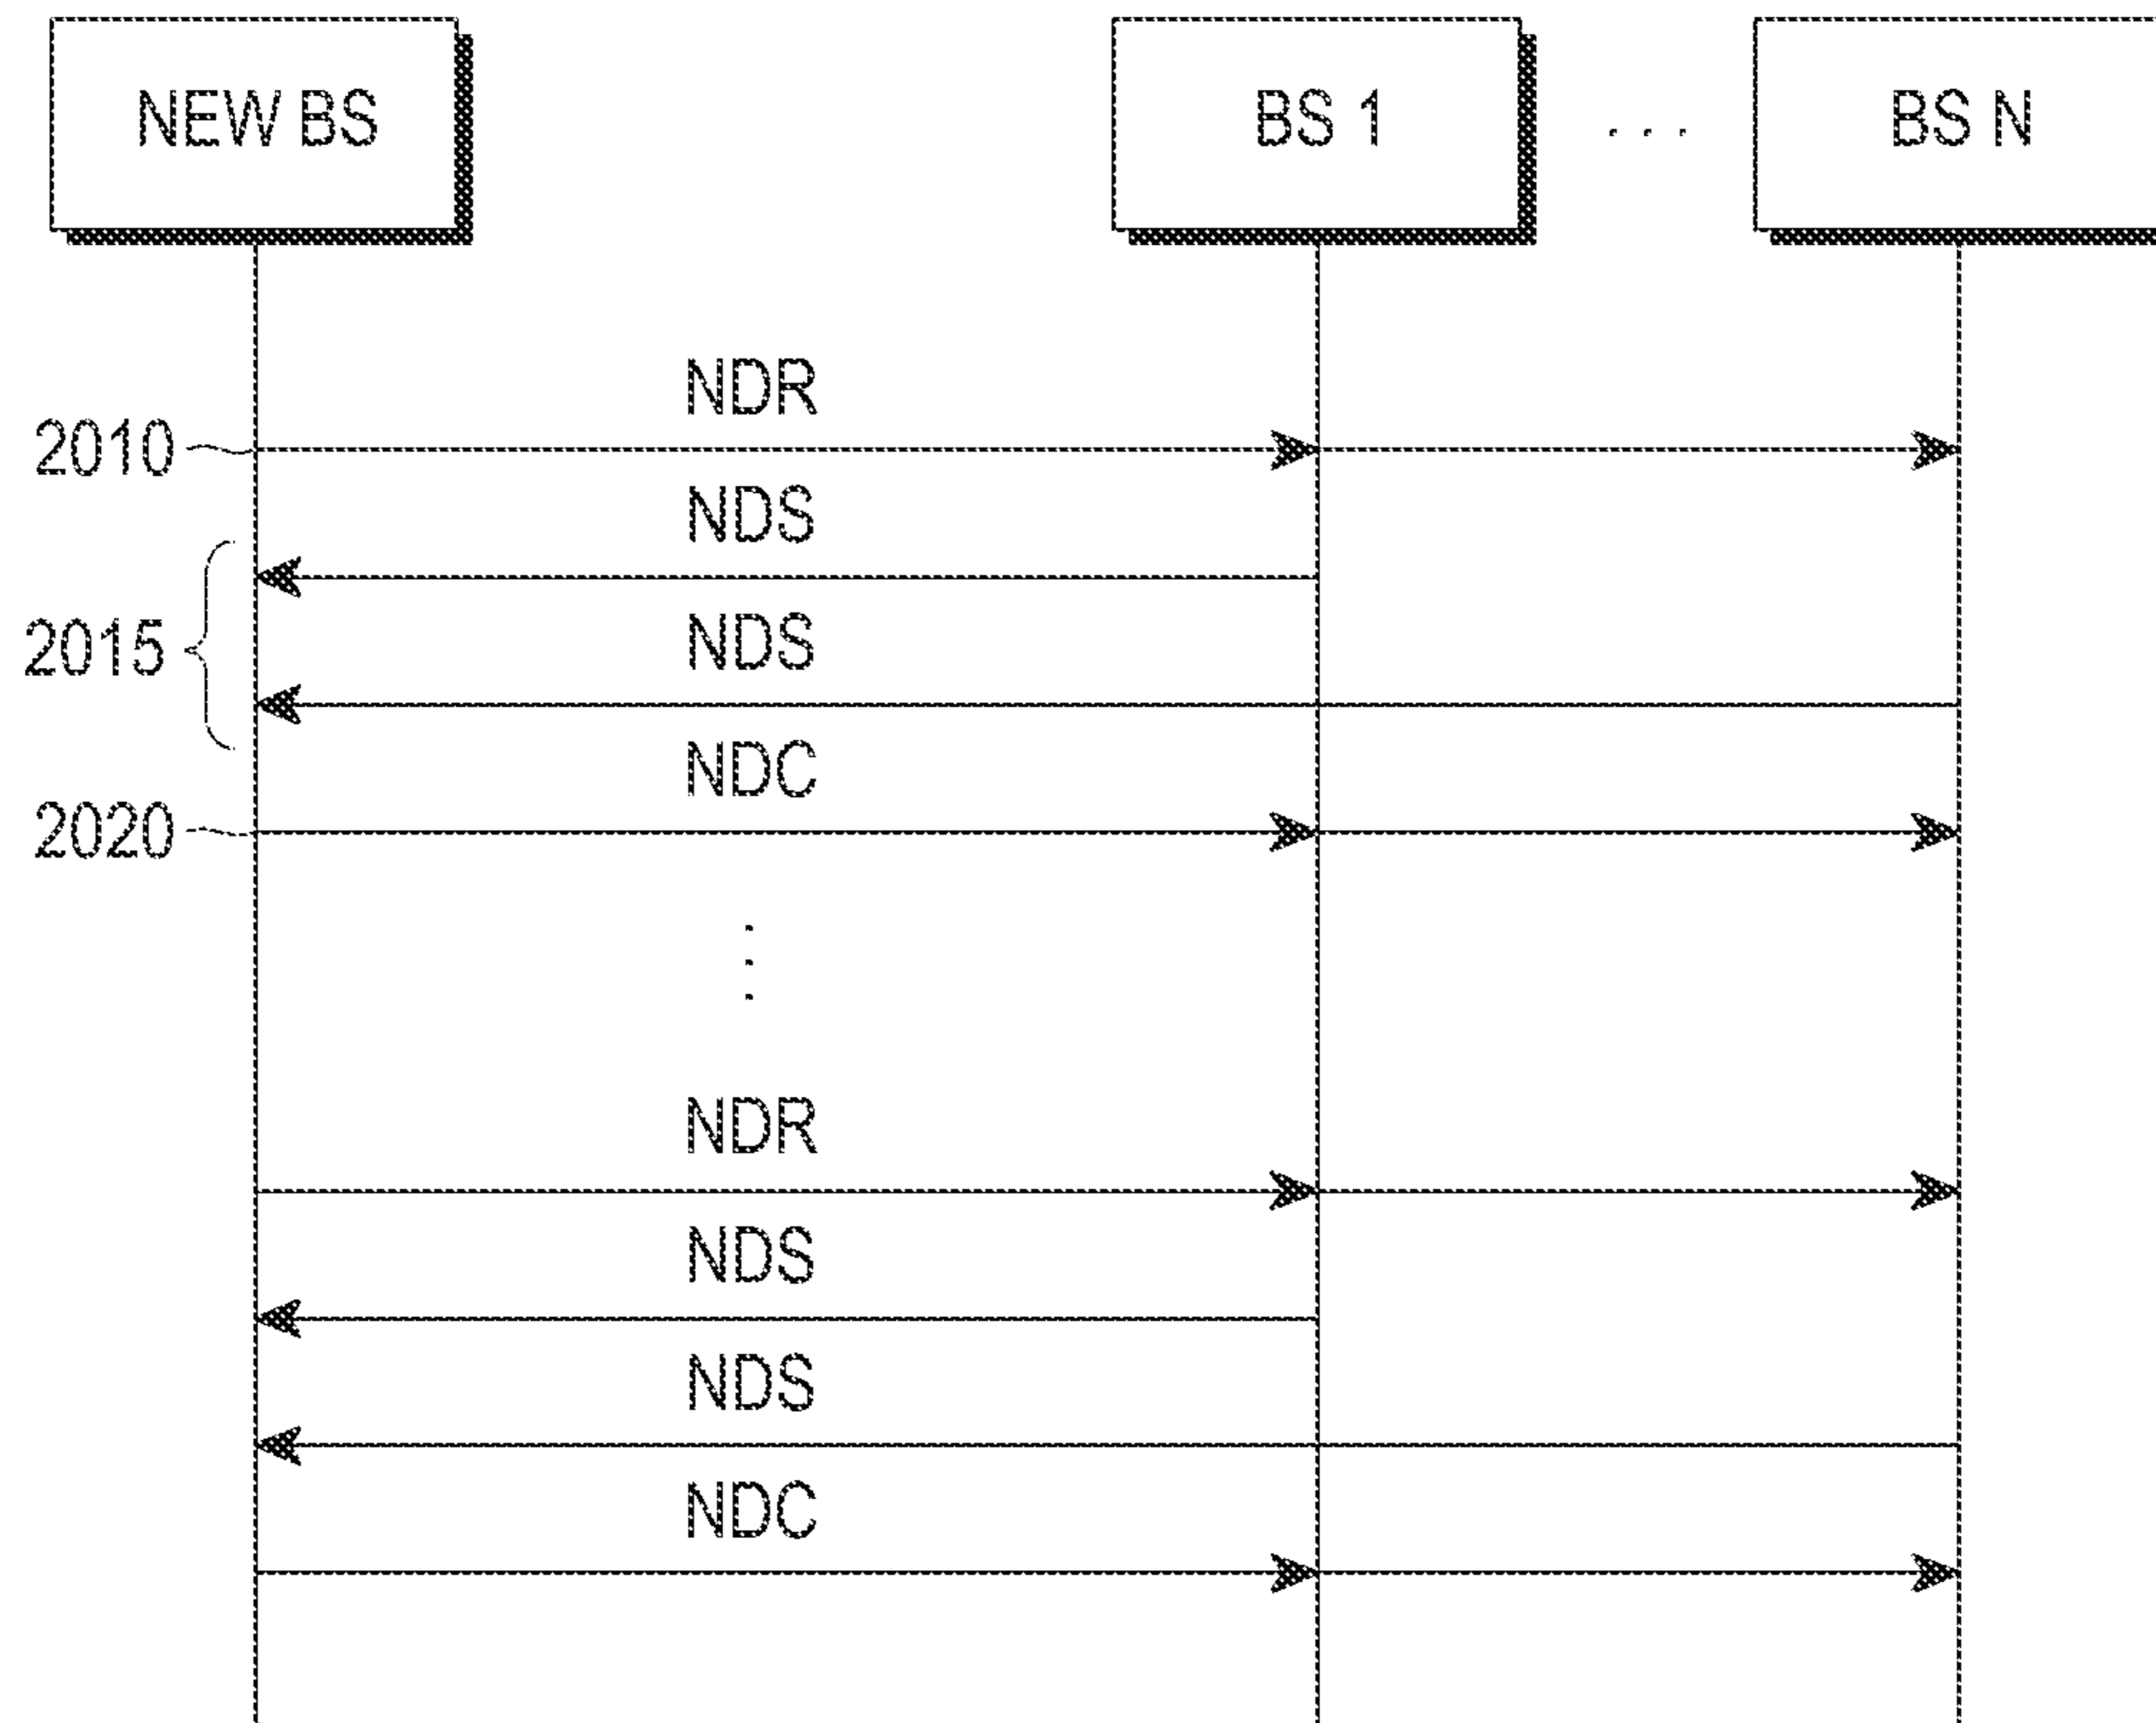 NEW BS
BS 1
. . .
BS N
NDR
2010
NDS
2015
NDS
NDC
2020
NDR
NDS
NDS
NDC